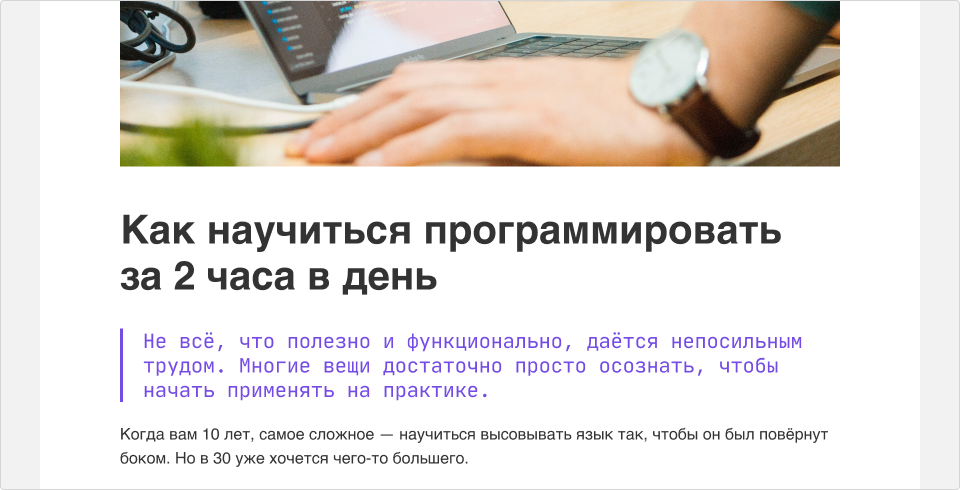 Как научиться программировать
за 2 часа в день
Не всё, что полезно и функционально, даётся непосильным
трудом. Многие вещи достаточно просто осознать, чтобы
начать применять на практике.
Когда вам 10 лет, самое сложное — научиться высовывать язык так, чтобы он был повёрнут
боком. Но в 30 уже хочется чего-то большего.